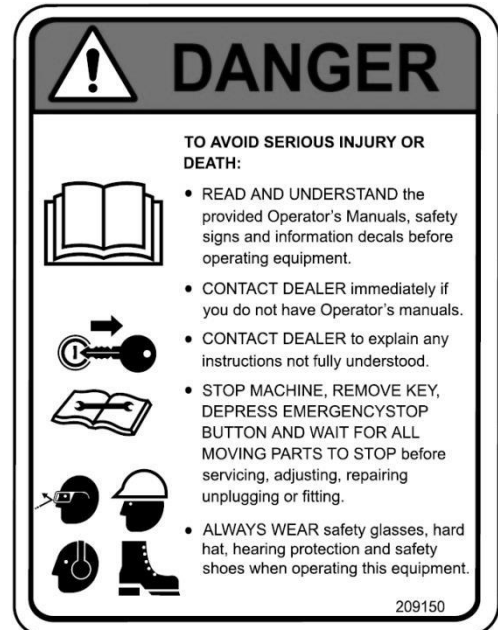 DANGER
TO AVOID SERIOUS INJURY OR
DEATH:
• READ AND UNDERSTAND the
provided Operator's Manuals, safety
signs and information decals before
operating equipment.
• CONTACT DEALER immediately if
you do not have Operator's manuals.
• CONTACT DEALER to explain any
instructions not fully understood.
• STOP MACHINE, REMOVE KEY,
DEPRESS EMERGENCYSTOP
BUTTON AND WAIT FOR ALL
MOVING PARTS TO STOP before
servicing, adjusting, repairing
unplugging or fitting.
• ALWAYS WEAR safety glasses, hard
hat, hearing protection and safety
shoes when operating this equipment.
209150